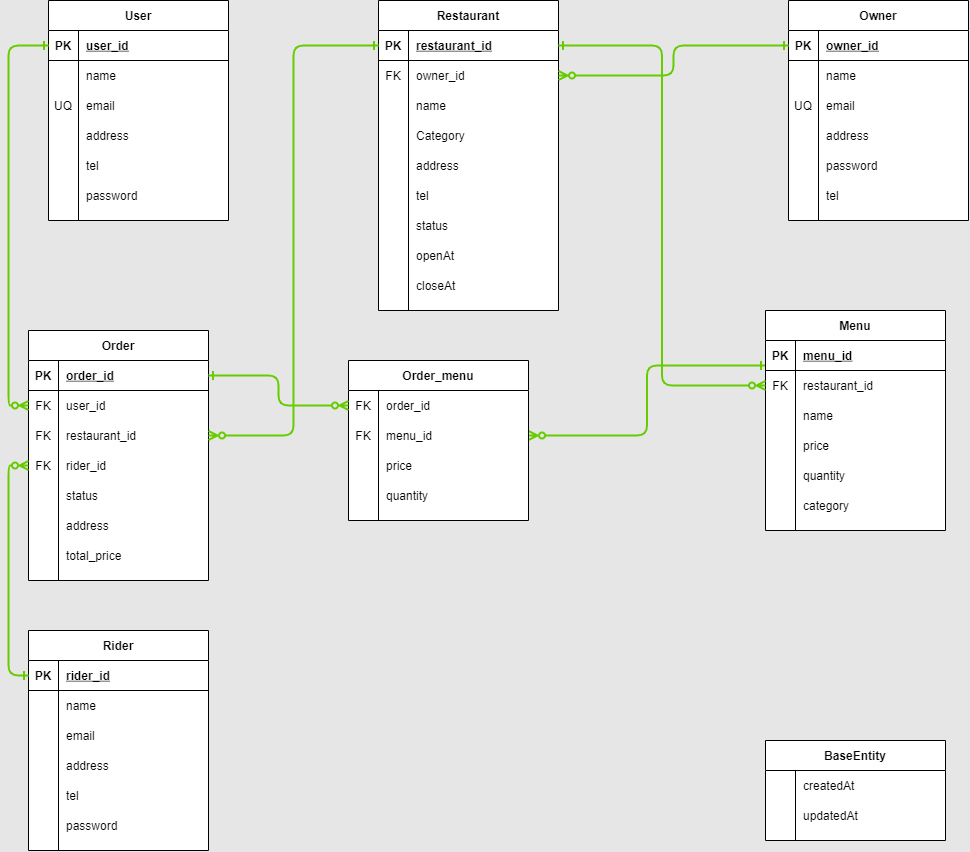 User
PK user_id
name
UQ email
address
tel
password
Restaurant
PK restaurant_id
FK owner_id
name
Category
address
tel
status
openAt
closeAt
Owner
PK owner_id
name
UQ email
address
password
tel
Order
PK order_id
FK user_id
FK restaurant_id
FK rider_id
status
address
total_price
Order_menu
FK order_id
FK menu_id
price
quantity
Menu
PK menu_id
FK restaurant_id
name
price
quantity
category
Rider
PK rider_id
name
email
address
tel
password
BaseEntity
createdAt
updatedAt